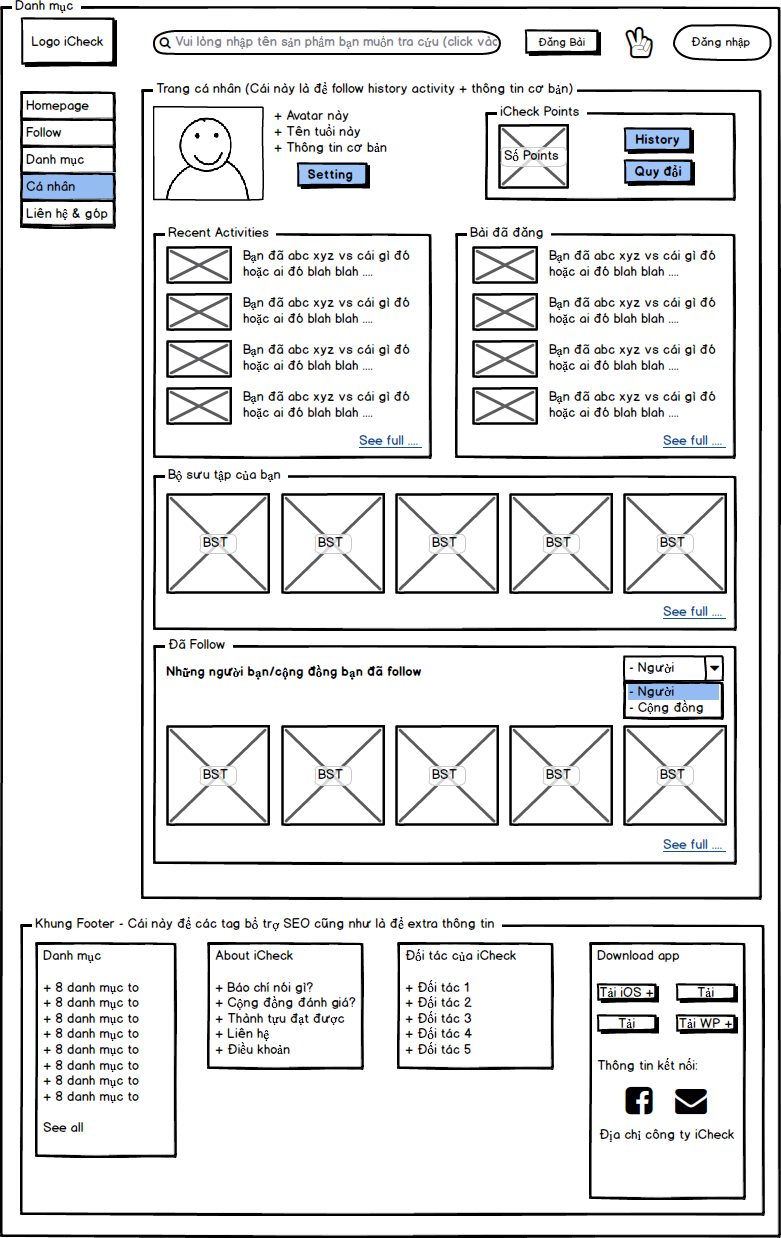 Danh mục
Logo iCheck
Vui lòng nhập tên sản phẩm bạn muốn tra cứu (click vào
Đăng Bài
Đăng nhập
Homepage
Follow
Danh mục
Cá nhân
Liên hệ & góp
Trang cá nhân (Cái này là để follow history activity + thông tin cơ bản)
+ Avatar này
+ Tên tuổi này
+ Thông tin cơ bản
Setting
iCheck Points
Số Points
History
Quy đổi
Recent Activities
Bạn đã abc xyz vs cái gì đó
hoặc ai đó blah blah ....
Bạn đã abc xyz vs cái gì đó
hoặc ai đó blah blah ....
Bạn đã abc xyz vs cái gì đó
hoặc ai đó blah blah ....
Bạn đã abc xyz vs cái gì đó
hoặc ai đó blah blah ....
See full ....
Bài đã đăng
Bạn đã abc xyz vs cái gì đó
hoặc ai đó blah blah ....
Bạn đã abc xyz vs cái gì đó
hoặc ai đó blah blah ....
Bạn đã abc xyz vs cái gì đó
hoặc ai đó blah blah ....
Bạn đã abc xyz vs cái gì đó
hoặc ai đó blah blah ....
See full ....
Bộ sưu tập của bạn
BST
BST
BST
BST
BST
See full ....
Đã Follow
Những người bạn/cộng đồng bạn đã follow
- Người
- Người
- Cộng đồng
BST
BST
BST
BST
BST
See full ....
Khung Footer - Cái này để các tag bổ trợ SEO cũng như là để extra thông tin
Danh mục
+ 8 danh mục to
+ 8 danh mục to
+ 8 danh mục to
+ 8 danh mục to
+ 8 danh mục to
+ 8 danh mục to
+ 8 danh mục to
+ 8 danh mục to
See all
About iCheck
+ Báo chí nói gì?
+ Cộng đồng đánh giá?
+ Thành tựu đạt được
+ Liên hệ
+ Điều khoản
Đối tác của iCheck
+ Đối tác 1
+ Đối tác 2
+ Đối tác 3
+ Đối tác 4
+ Đối tác 5
Download app
Tải iOS +
Tải
Tải
Tải WP +
Thông tin kết nối:
Địa chỉ công ty iCheck